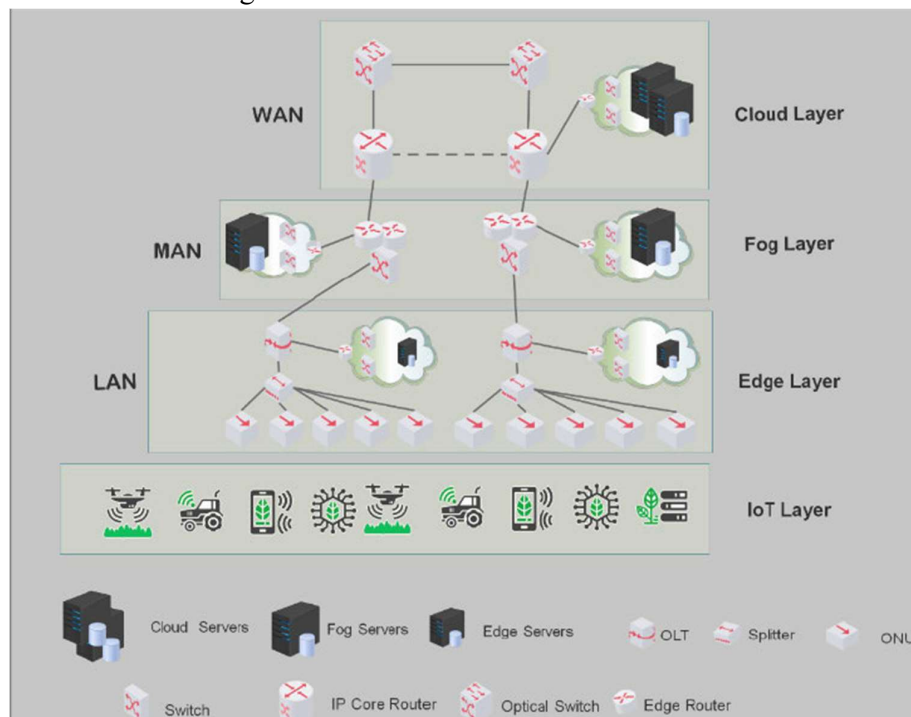 WAN
Cloud Layer
MAN
Fog Layer
LAN
Edge Layer
IoT Layer
Cloud Servers
Fog Servers
Edge Servers
OLT
Splitter
ONU
Switch
IP Core Router
Optical Switch
Edge Router